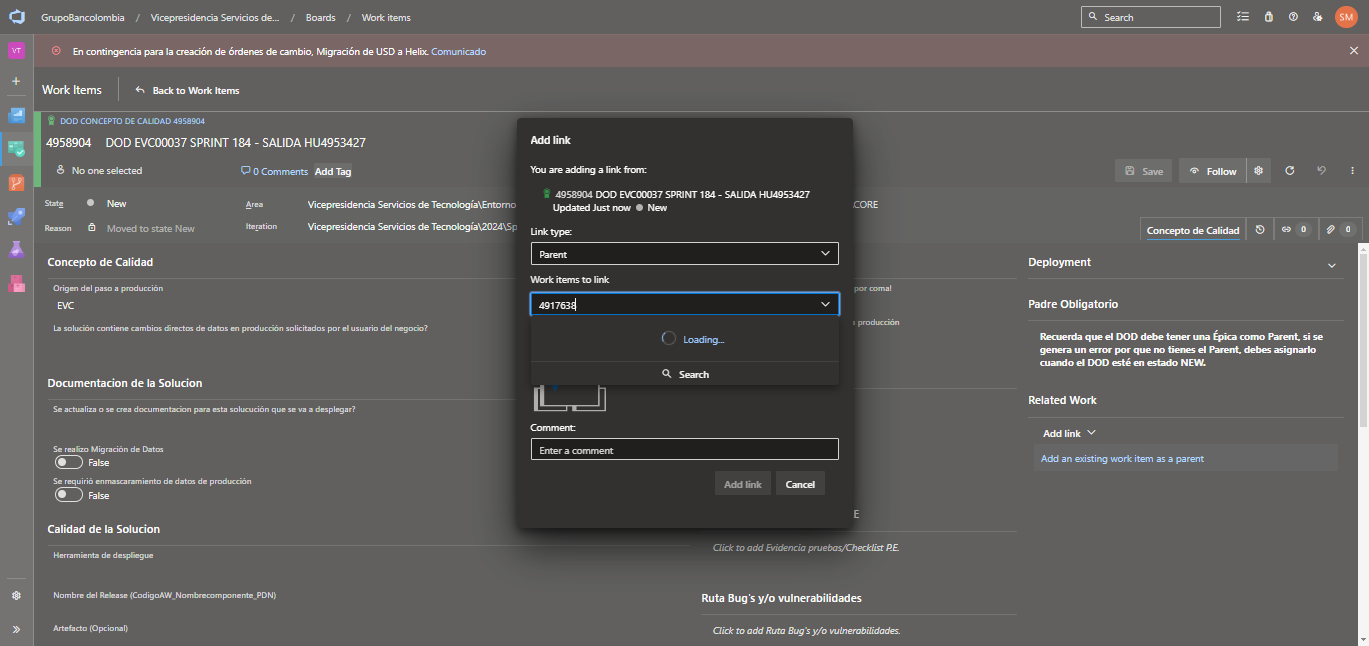 GrupoBancolombia / Vicepresidencia Servicios de... / Boards / Work items
Search
SM
VT
En contingencia para la creación de órdenes de cambio, Migración de USD a Helix. Comunicado
Work Items
Back to Work Items
DOD CONCEPTO DE CALIDAD 4958904
4958904 DOD EVC00037 SPRINT 184 - SALIDA HU4953427
No one selected
0 Comments
Add Tag
Save
Follow
State
New
Area
Vicepresidencia Servicios de Tecnología\Entorno
CORE
Reason
Moved to state New
Iteration
Vicepresidencia Servicios de Tecnología\2024\Sp
Concepto de Calidad
0
0
Concepto de Calidad
Origen del paso a producción
EVC
La solución contiene cambios directos de datos en producción solicitados por el usuario del negocio?
Documentacion de la Solucion
Se actualiza o se crea documentacion para esta solucución que se va a desplegar?
Se realizo Migración de Datos
False
Se requirió enmascaramiento de datos de producción
False
Calidad de la Solucion
Herramienta de despliegue
Nombre del Release (CodigoAW_Nombrecomponente_PDN)
Artefacto (Opcional)
Add link
You are adding a link from:
4958904 DOD EVC00037 SPRINT 184 - SALIDA HU4953427
Updated Just now New
Link type:
Parent
Work items to link
4917638
Loading...
Search
Comment:
Enter a comment
Add link
Cancel
por coma!
producción
E
Click to add Evidencia pruebas/Checklist P.E.
Ruta Bug's y/o vulnerabilidades
Click to add Ruta Bug's y/o vulnerabilidades.
Deployment
Padre Obligatorio
Recuerda que el DOD debe tener una Épica como Parent, si se
genera un error por que no tienes el Parent, debes asignarlo
cuando el DOD esté en estado NEW.
Related Work
Add link
Add an existing work item as a parent